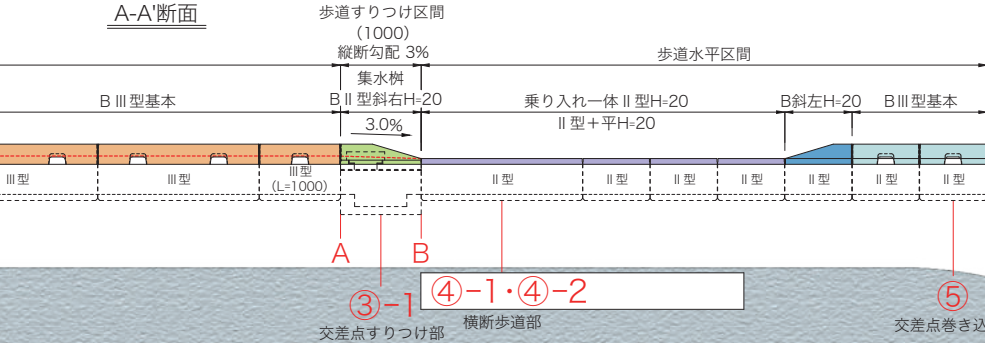 A-A'断面
歩道すりつけ区間
(1000)
縦断勾配 3%
歩道水平区間
集水桝
BⅢ型基本
BⅡ型斜右H=20
乗り入れ一体Ⅱ型H=20
B斜左H=20
BⅢ型基本
3.0%
Ⅱ型+平H=20
Ⅲ型
Ⅲ型
Ⅲ型
(L=1000)
Ⅱ型
Ⅱ型
Ⅱ型
Ⅱ型
Ⅱ型
Ⅱ型
Ⅱ型
A
B
③-1
④-1・④-2
⑤
交差点すりつけ部
横断歩道部
交差点巻き込